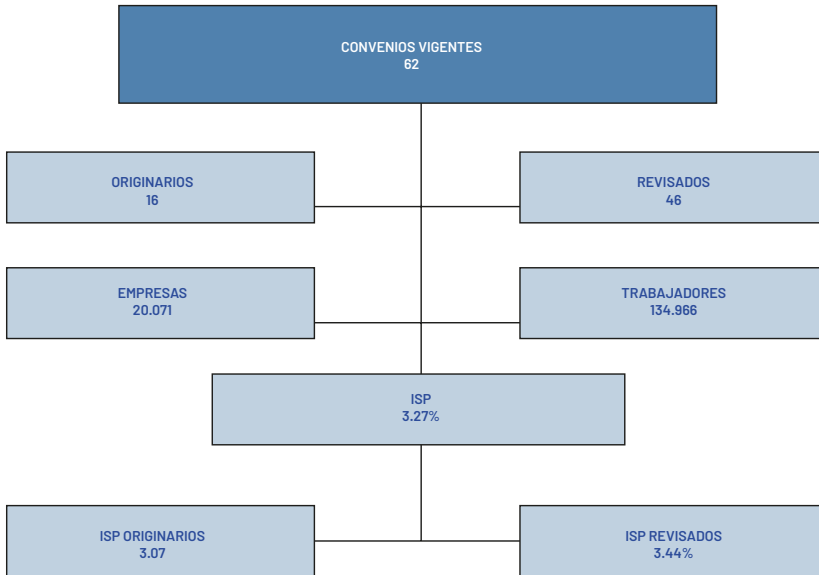 CONVENIOS VIGENTES
62
ORIGINARIOS
16
REVISADOS
46
EMPRESAS
20.071
TRABAJADORES
134.966
ISP
3.27%
ISP ORIGINARIOS
3.07
ISP REVISADOS
3.44%